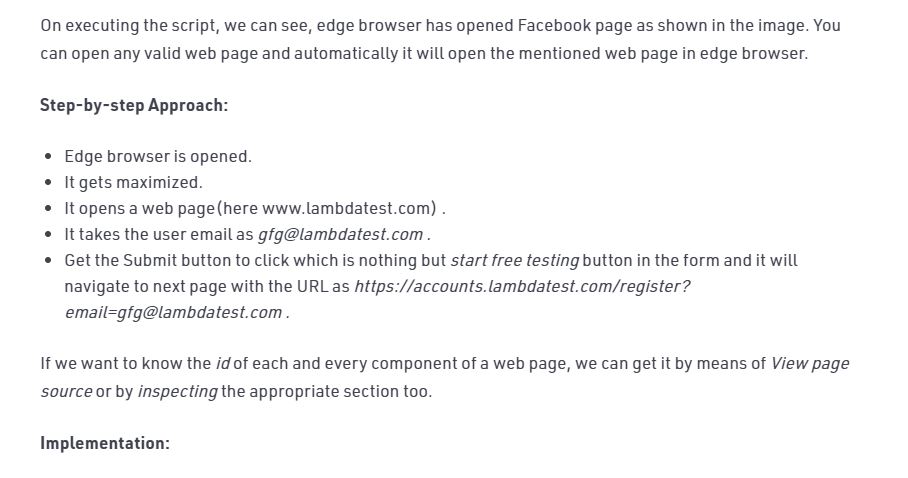 On executing the script, we can see, edge browser has opened Facebook page as shown in the image. You
can open any valid web page and automatically it will open the mentioned web page in edge browser.
Step-by-step Approach:
• Edge browser is opened.
• It gets maximized.
• It opens a web page(here www.lambdatest.com) .
• It takes the user email as gfg@lambdatest.com .
• Get the Submit button to click which is nothing but start free testing button in the form and it will
navigate to next page with the URL as https://accounts.lambdatest.com/register?
email=gfg@lambdatest.com .
If we want to know the id of each and every component of a web page, we can get it by means of View page
source or by inspecting the appropriate section too.
Implementation: